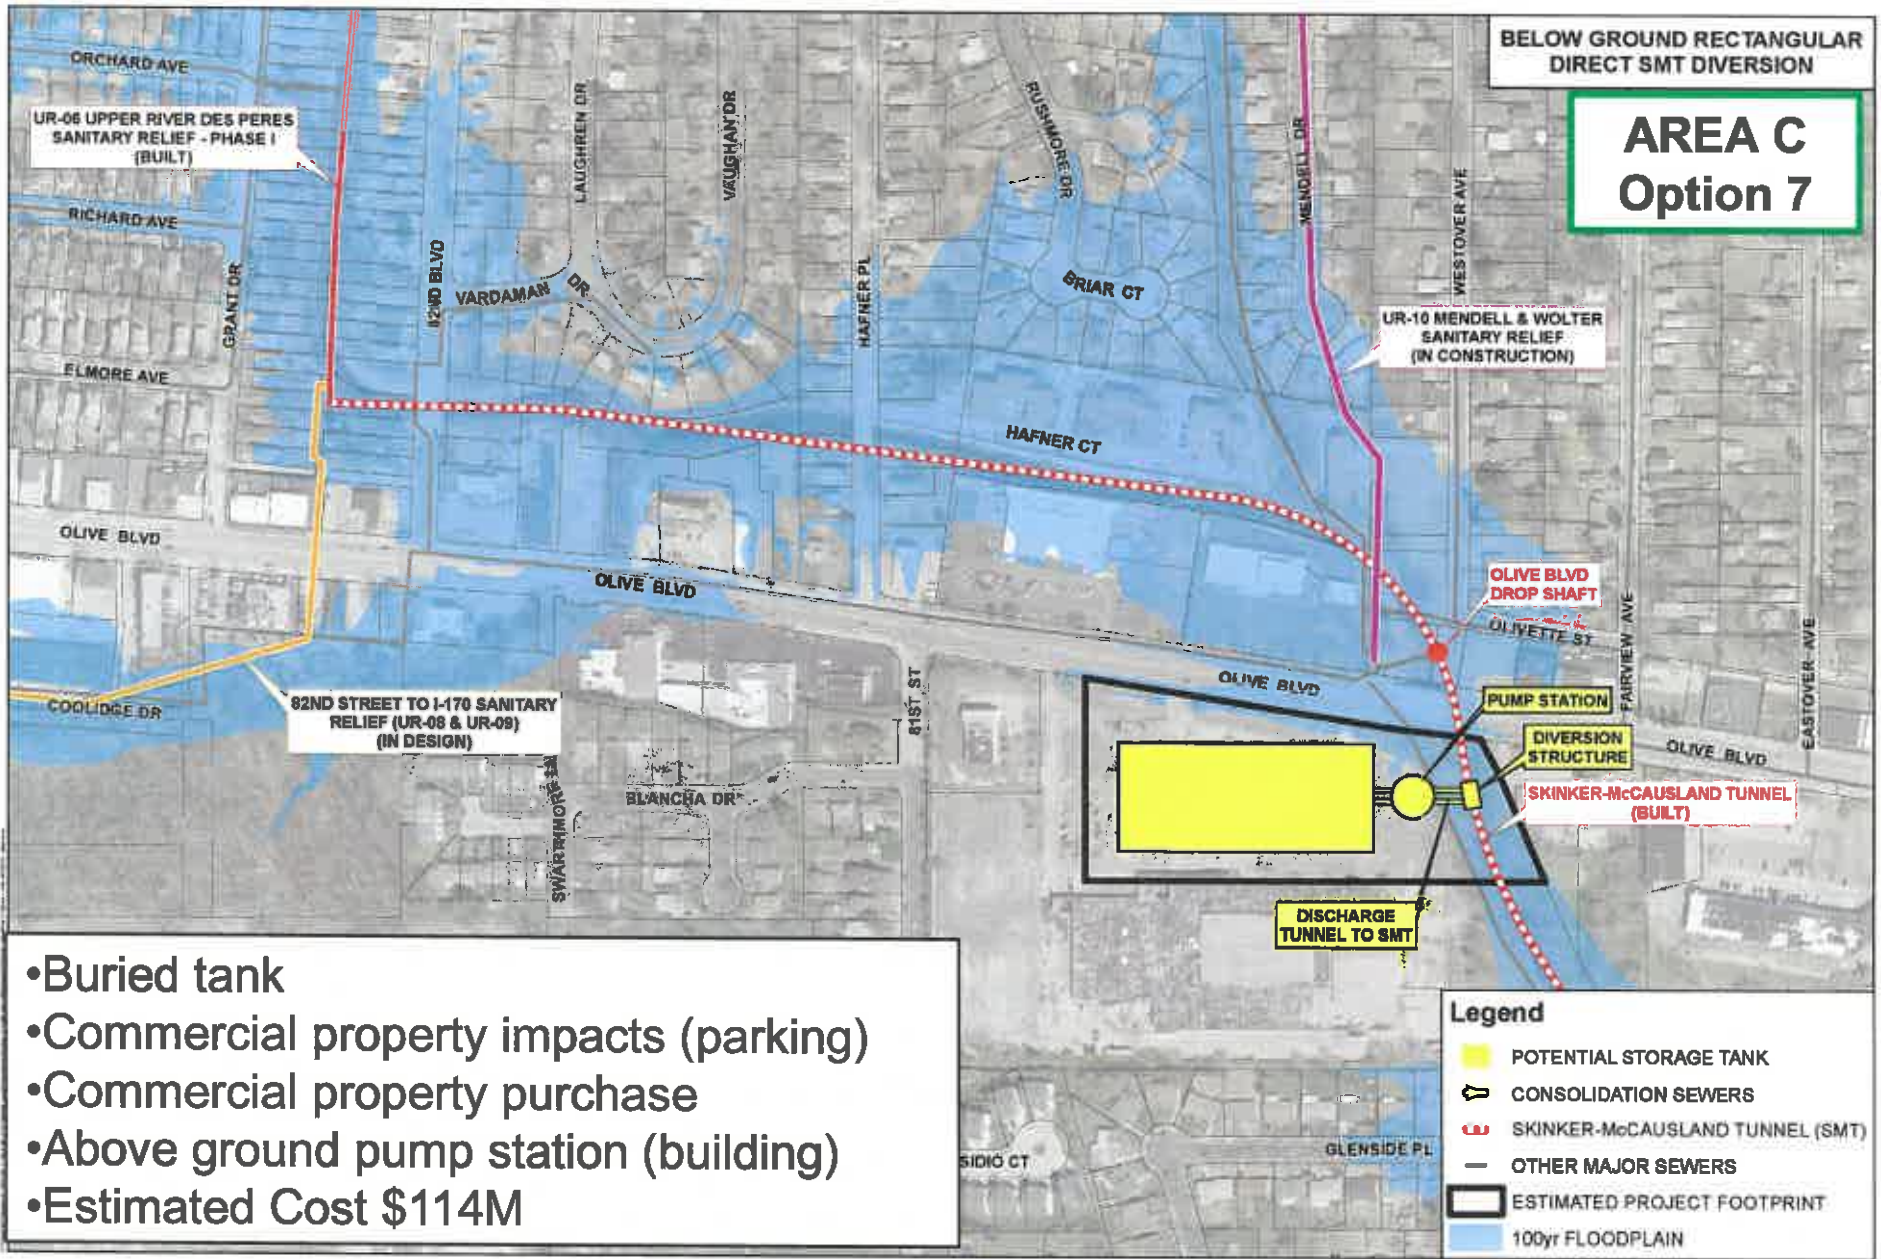 BELOW GROUND RECTANGULAR
DIRECT SMT DIVERSION
AREA C
Option 7
ORCHARD AVE
UR-06 UPPER RIVER DES PERES
SANITARY RELIEF - PHASE I
(BUILT)
RICHARD AVE
GRANT DR
ELMORE AVE
82ND BLVD
VARDAMAN DR
LAUGHREN DR
VAUGHAN DR
HAFNER PL
RUSHMORE DR
BRIAR CT
MENDELL DR
WESTOVER AVE
UR-10 MENDELL & WOLTER
SANITARY RELIEF
(IN CONSTRUCTION)
HAFNER CT
OLIVE BLVD
OLIVE BLVD
OLIVE BLVD
DROP SHAFT
OLIVETTE ST
FAIRVIEW AVE
EASTOVER AVE
OLIVE BLVD
OLIVE BLVD
81ST ST
PUMP STATION
DIVERSION
STRUCTURE
SKINKER-McCAUSLAND TUNNEL
(BUILT)
COOLIDGE DR
82ND STREET TO I-170 SANITARY
RELIEF (UR-08 & UR-09)
(IN DESIGN)
SWARTHMORE LN
BLANCHA DR
DISCHARGE
TUNNEL TO SMT
•Buried tank
•Commercial property impacts (parking)
•Commercial property purchase
•Above ground pump station (building)
•Estimated Cost $114M
SIDIO CT
GLENSIDE PL
Legend
POTENTIAL STORAGE TANK
CONSOLIDATION SEWERS
SKINKER-McCAUSLAND TUNNEL (SMT)
OTHER MAJOR SEWERS
ESTIMATED PROJECT FOOTPRINT
100yr FLOODPLAIN